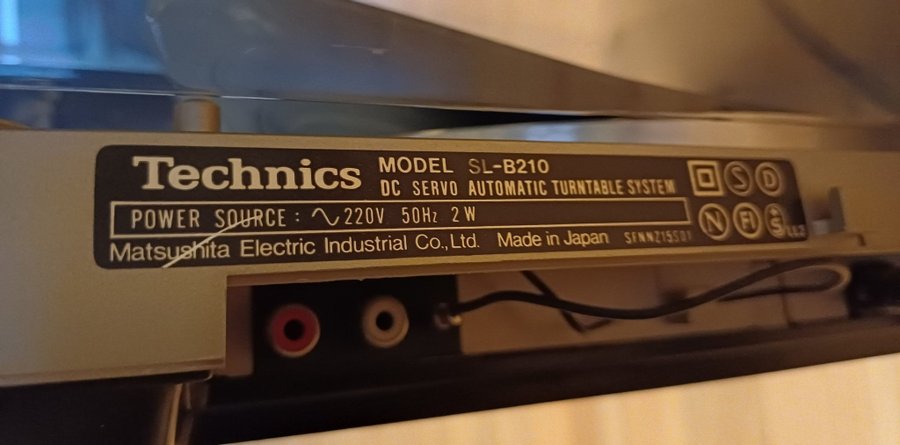 Technics MODEL SL-B210
DC SERVO AUTOMATIC TURNTABLE SYSTEM
POWER SOURCE : ∿220V 50Hz 2W
Matsushita Electric Industrial Co., Ltd. Made in Japan SFNNZ15S01
S D
N FI S